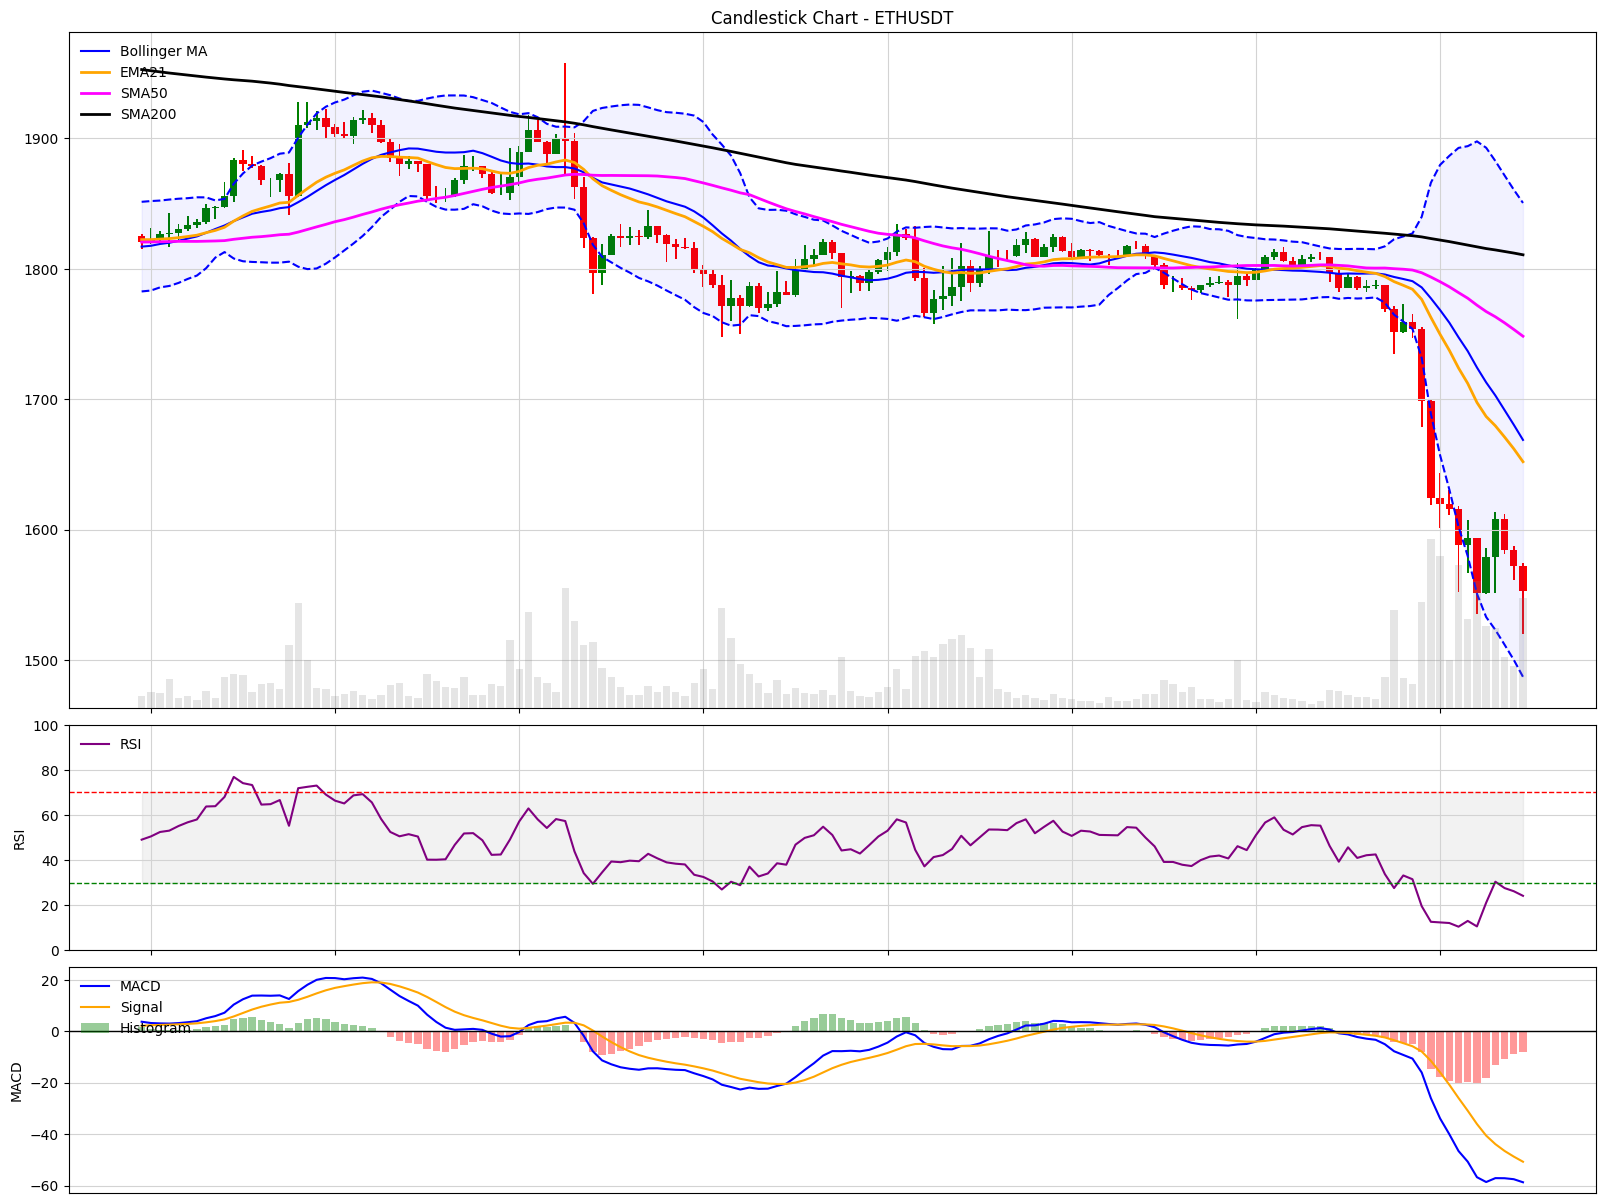 Candlestick Chart - ETHUSDT
Bollinger MA
EMA21
SMA50
SMA200
1900
1800
1700
1600
1500
RSI
100
80
60
40
20
0
RSI
MACD
Signal
Histogram
20
0
−20
−40
−60
MACD